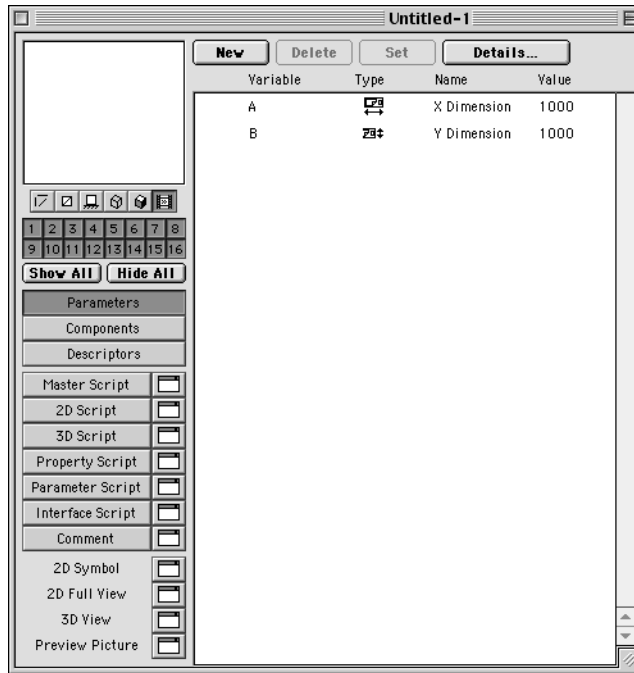 Untitled-1
New Delete Set Details...
Variable Type Name Value
A X Dimension 1000
B Y Dimension 1000
1 2 3 4 5 6 7 8
9 10 11 12 13 14 15 16
Show All Hide All
Parameters
Components
Descriptors
Master Script
2D Script
3D Script
Property Script
Parameter Script
Interface Script
Comment
2D Symbol
2D Full View
3D View
Preview Picture